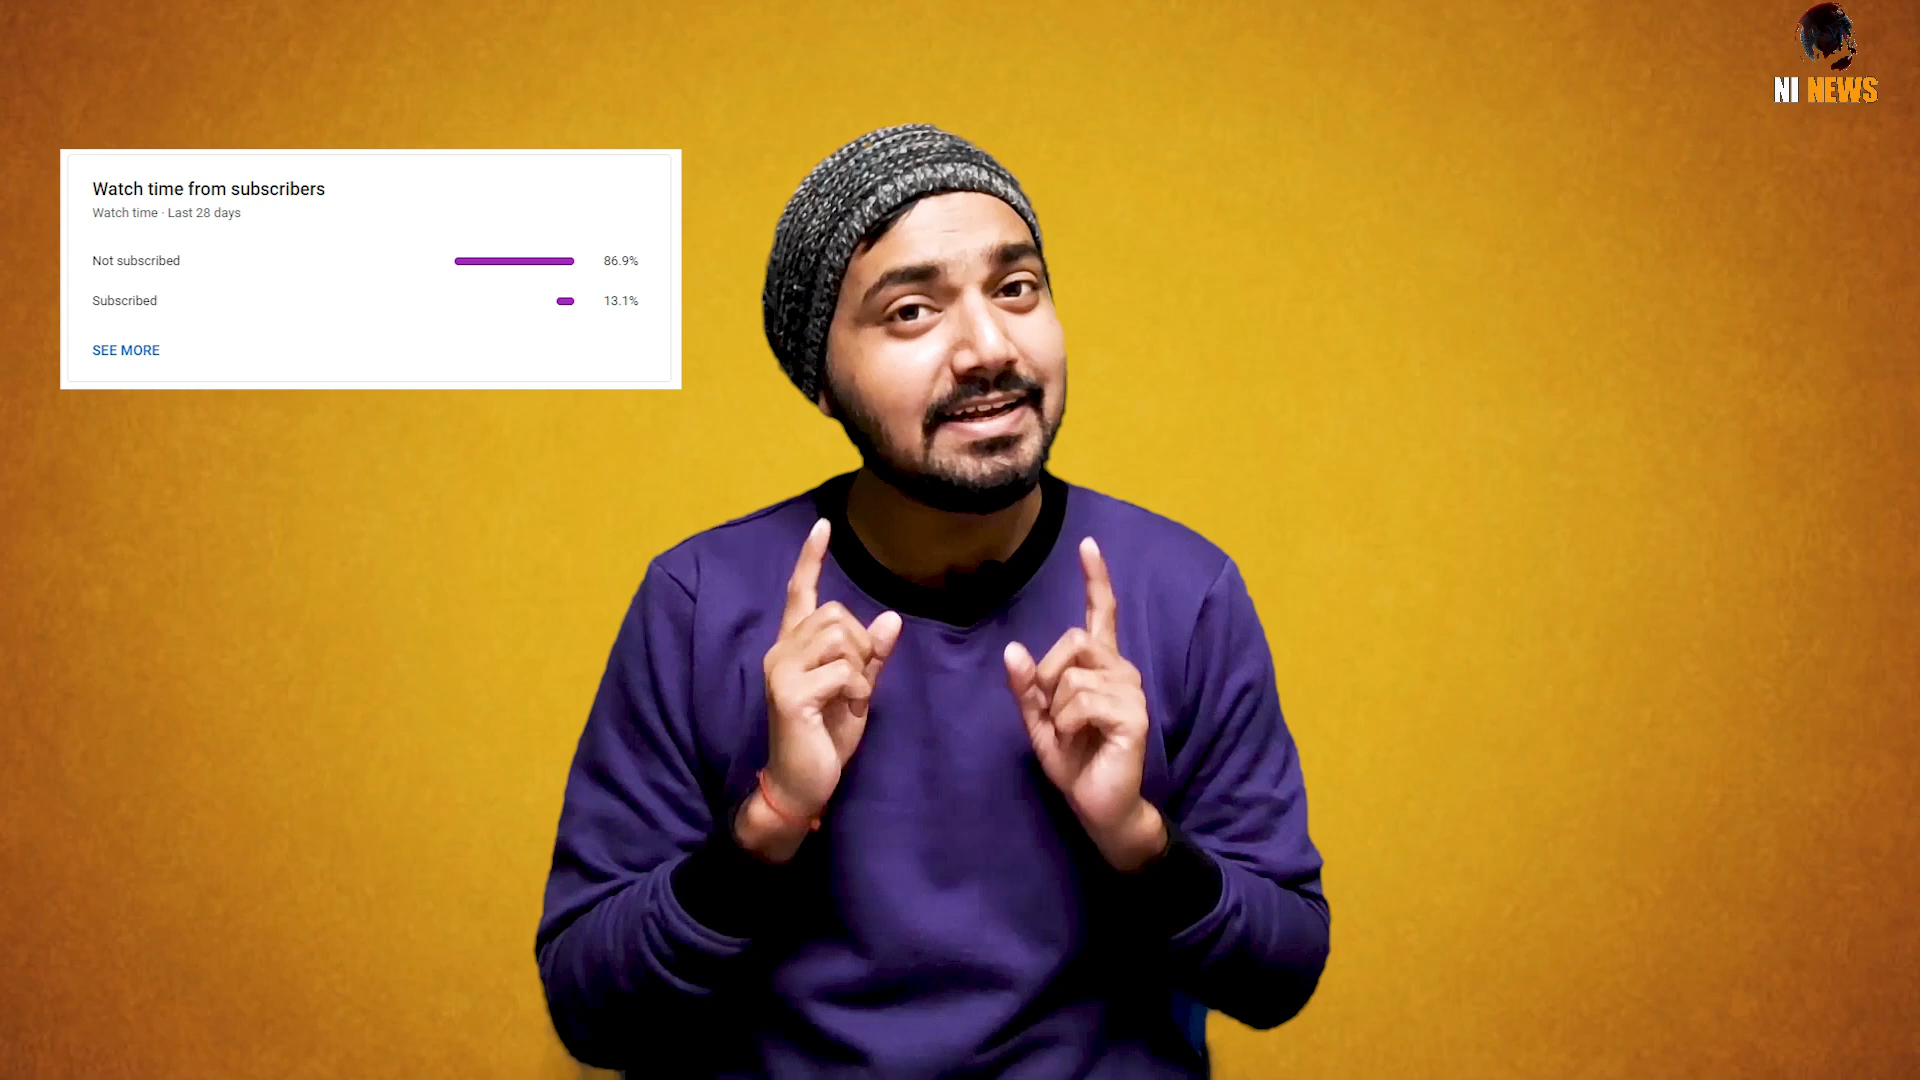 NI NEWS
Watch time from subscribers
Watch time · Last 28 days
Not subscribed 86.9%
Subscribed 13.1%
SEE MORE